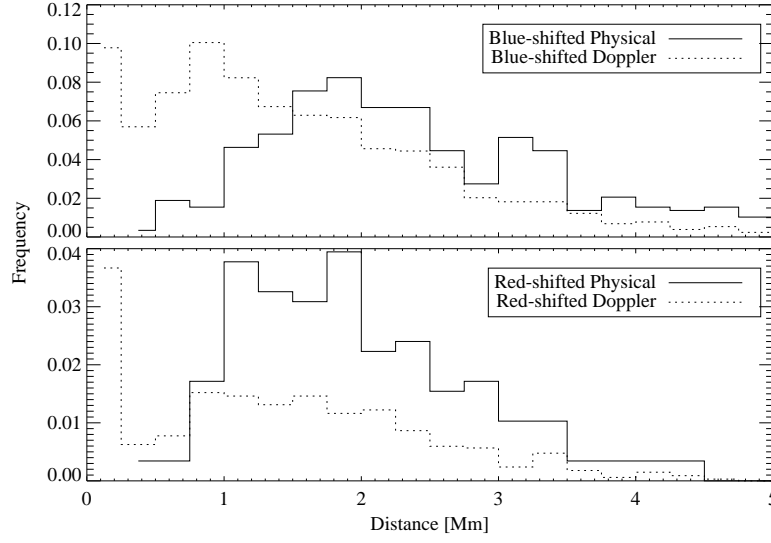 0.12
0.10
0.08
0.06
0.04
0.02
0.00
Blue-shifted Physical
Blue-shifted Doppler
Frequency
0.04
0.03
0.02
0.01
0.00
Red-shifted Physical
Red-shifted Doppler
0 1 2 3 4 5
Distance [Mm]